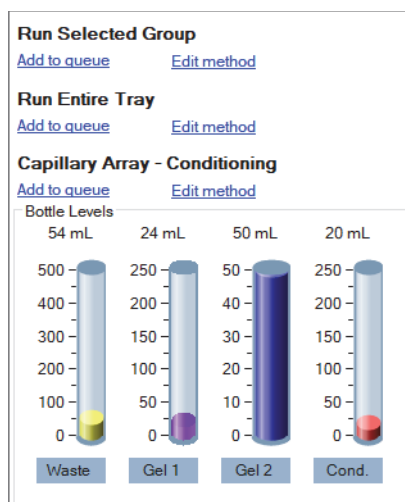 Run Selected Group
Add to queue Edit method
Run Entire Tray
Add to queue Edit method
Capillary Array - Conditioning
Add to queue Edit method
Bottle Levels
54 mL 24 mL 50 mL 20 mL
500 250 50 250
400 200 40 200
300 150 30 150
200 100 20 100
100 50 10 50
0 0 0 0
Waste Gel 1 Gel 2 Cond.